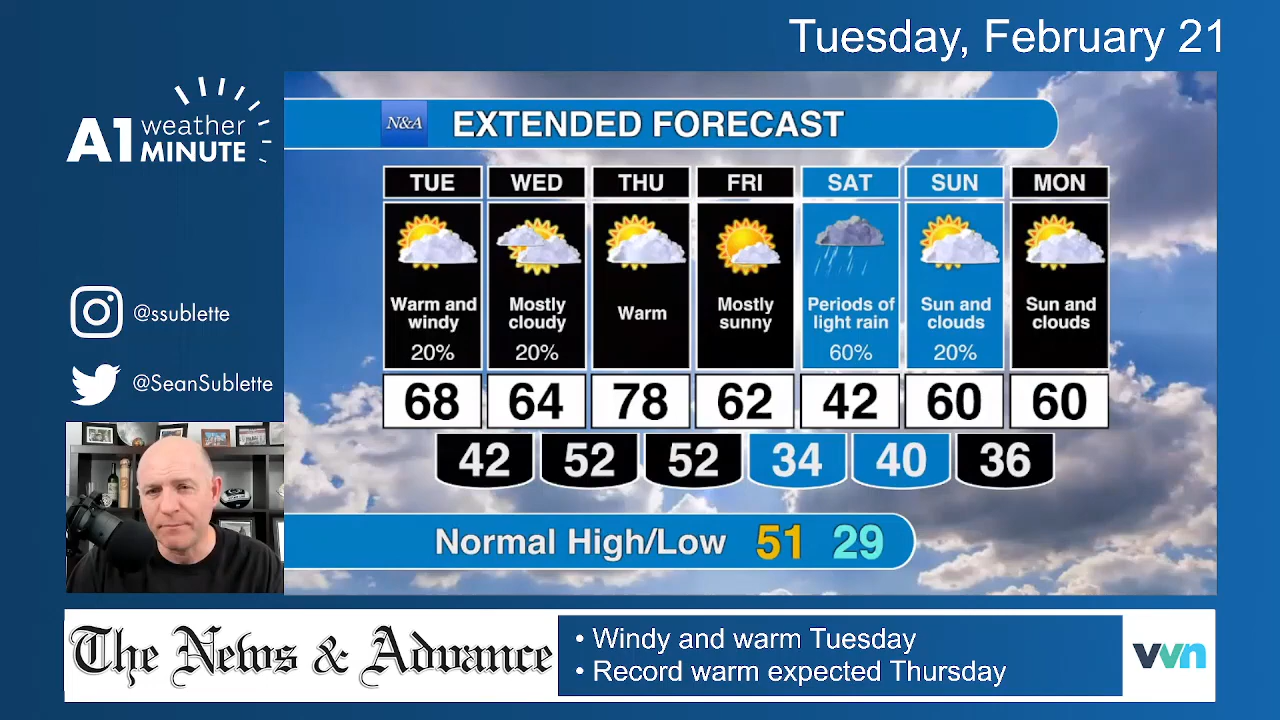 Tuesday, February 21
A1 weather
MINUTE
N&A EXTENDED FORECAST
TUE WED THU FRI SAT SUN MON
Warm and Mostly Warm Mostly Periods of Sun and Sun and
windy cloudy sunny light rain clouds clouds
20% 20% 60% 20%
68 64 78 62 42 60 60
42 52 52 34 40 36
Normal High/Low 51 29
@ssublette
@SeanSublette
The News & Advance
• Windy and warm Tuesday
• Record warm expected Thursday
vvn